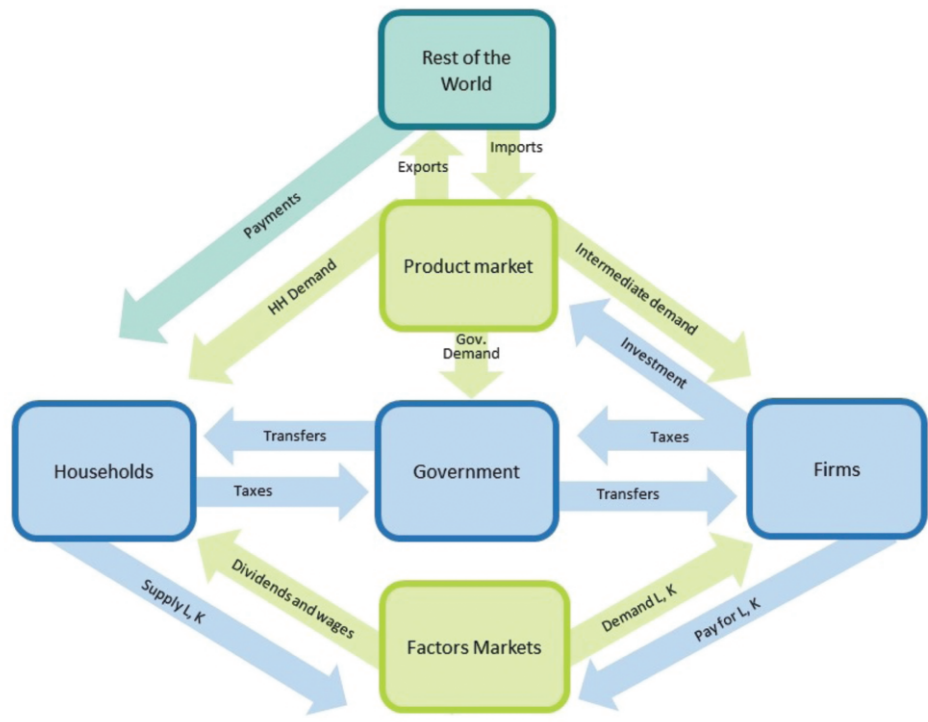 Rest of the
World
Exports
Imports
Payments
HH Demand
Product market
Intermediate demand
Gov.
Demand
Investment
Households
Transfers
Taxes
Government
Taxes
Transfers
Firms
Supply L, K
Dividends and wages
Factors Markets
Demand L, K
Pay for L, K